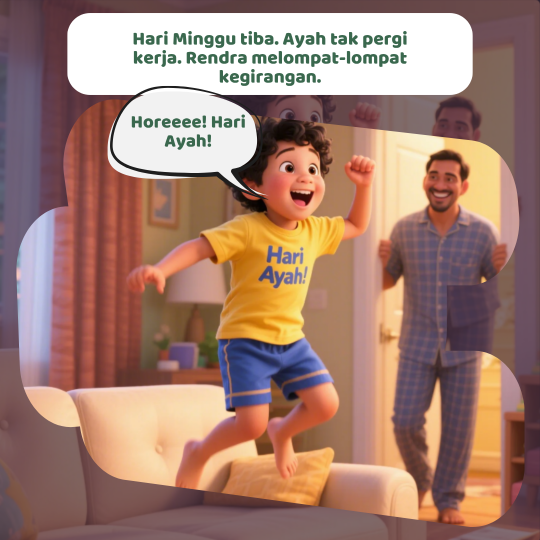 Hari Minggu tiba. Ayah tak pergi
kerja. Rendra melompat-lompat
kegirangan.
Horeeee! Hari
Ayah!
Hari
Ayah!